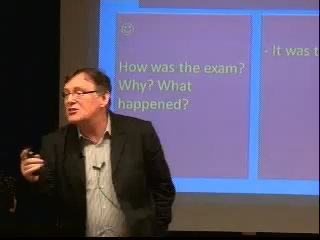 ☺
How was the exam?
Why? What
happened?
- It was t